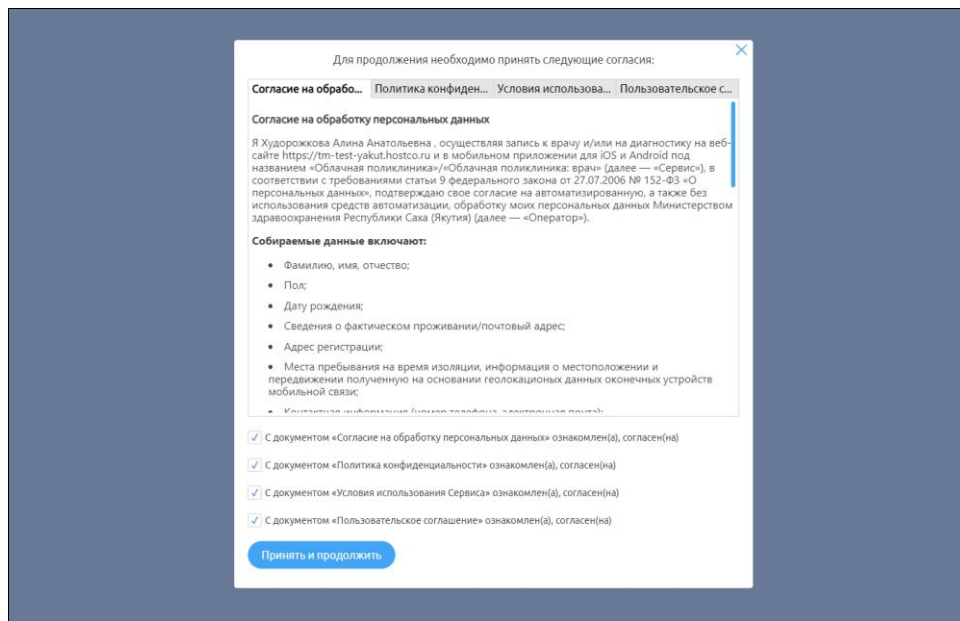 Для продолжения необходимо принять следующие согласия:
Согласие на обрабо... Политика конфиден... Условия использова... Пользовательское с...
Согласие на обработку персональных данных
Я Худорожкова Алина Анатольевна , осуществляя запись к врачу и/или на диагностику на веб-
сайте https://tm-test-yakut.hostco.ru и в мобильном приложении для iOS и Android под
названием «Облачная поликлиника»/«Облачная поликлиника: врач» (далее — «Сервис»), в
соответствии с требованиями статьи 9 федерального закона от 27.07.2006 № 152-ФЗ «О
персональных данных», подтверждаю свое согласие на автоматизированную, а также без
использования средств автоматизации, обработку моих персональных данных Министерством
здравоохранения Республики Саха (Якутия) (далее — «Оператор»).
Собираемые данные включают:
• Фамилию, имя, отчество;
• Пол;
• Дату рождения;
• Сведения о фактическом проживании/почтовый адрес;
• Адрес регистрации;
• Места пребывания на время изоляции, информация о местоположении и
передвижении полученную на основании геолокационых данных оконечных устройств
мобильной связи;
• Контактная информация (номер телефона, электронная почта);
С документом «Согласие на обработку персональных данных» ознакомлен(а), согласен(на)
С документом «Политика конфиденциальности» ознакомлен(а), согласен(на)
С документом «Условия использования Сервиса» ознакомлен(а), согласен(на)
С документом «Пользовательское соглашение» ознакомлен(а), согласен(на)
Принять и продолжить